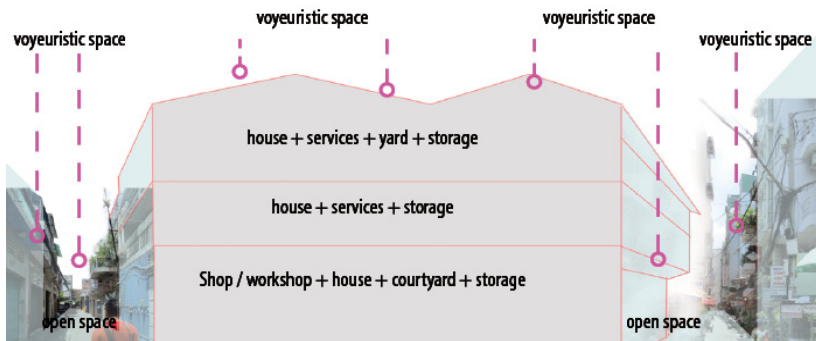 voyeuristic space
voyeuristic space
voyeuristic space
voyeuristic space
house + services + yard + storage
house + services + storage
Shop / workshop + house + courtyard + storage
open space
open space